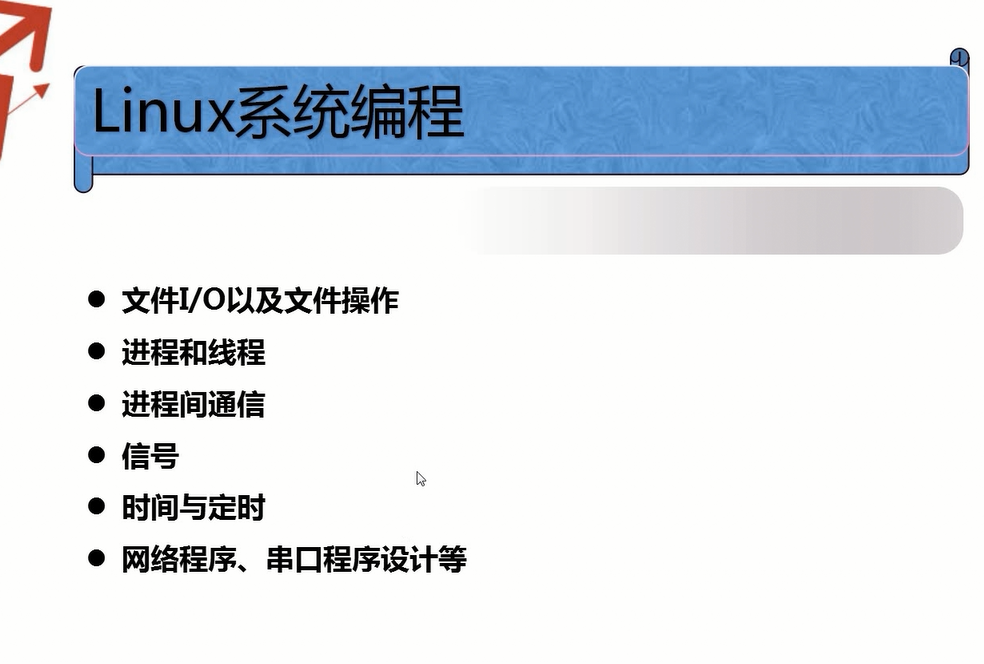 Linux系统编程
文件I/O以及文件操作
进程和线程
进程间通信
信号
时间与定时
网络程序、串口程序设计等